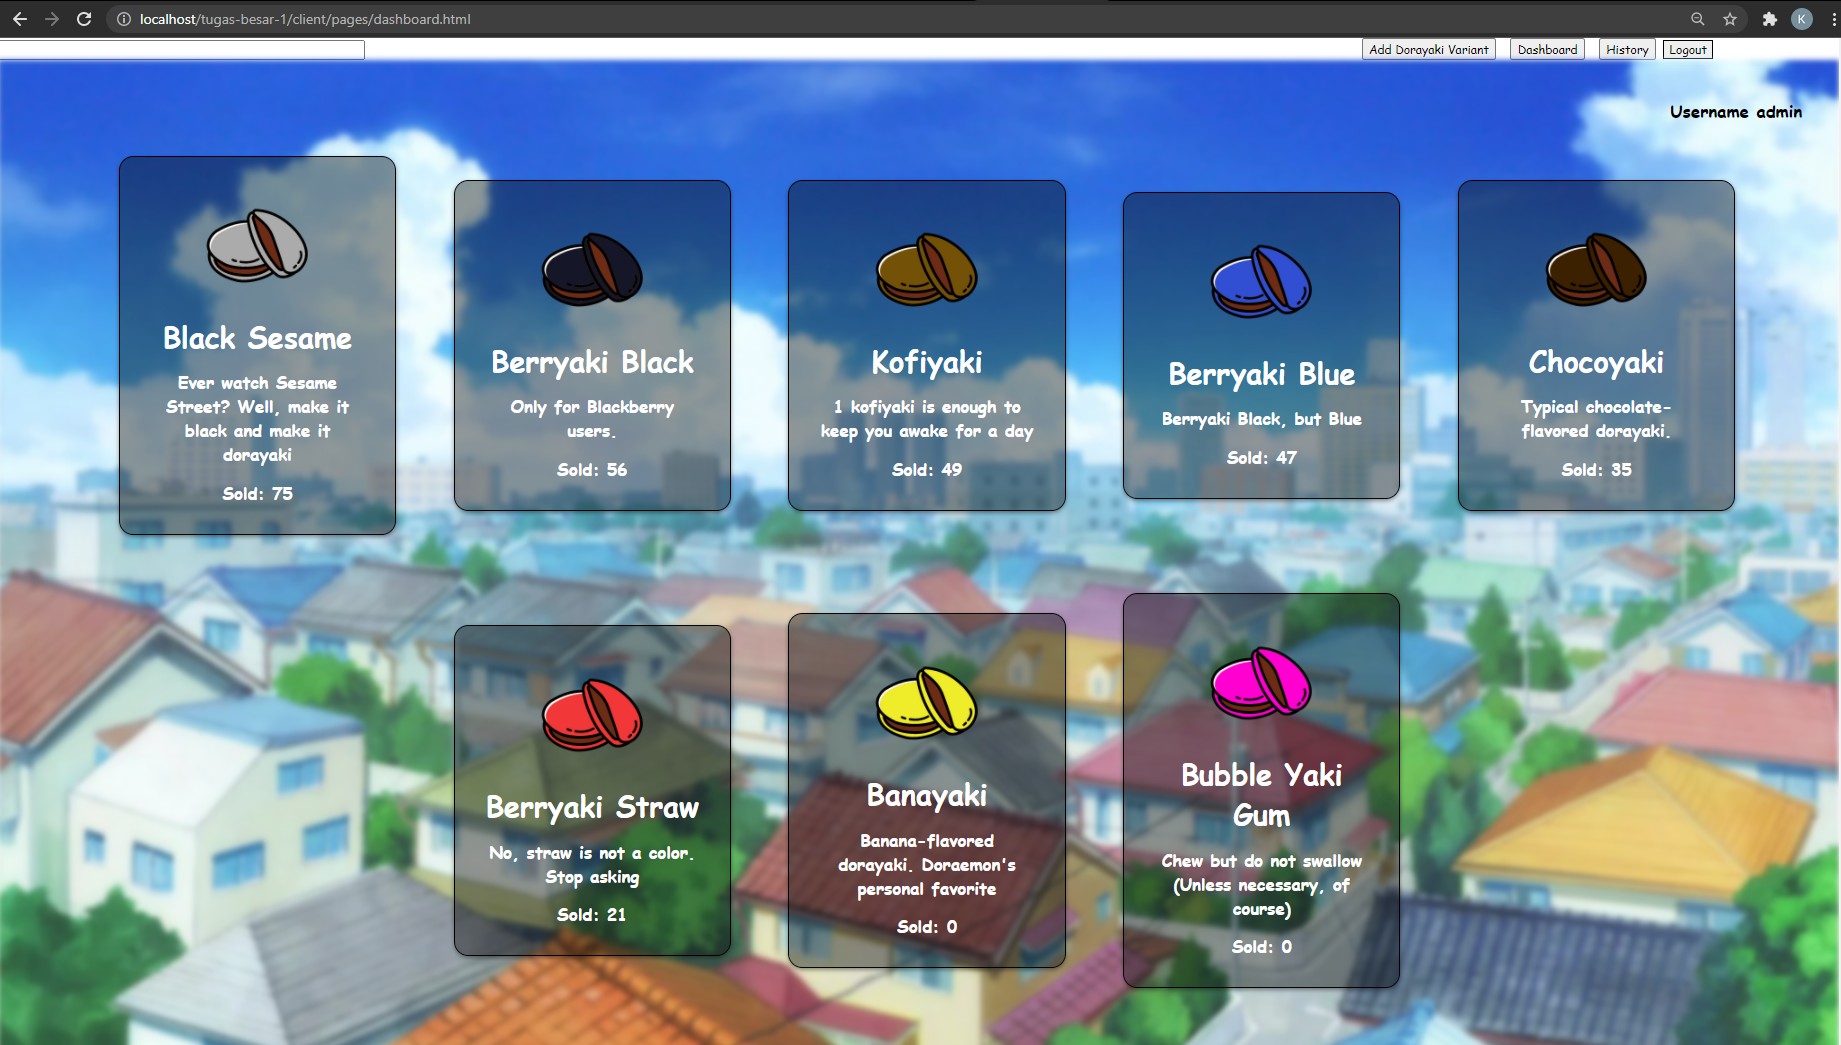 localhost/tugas-besar-1/client/pages/dashboard.html
K
Add Dorayaki Variant
Dashboard
History
Logout
Username admin
Black Sesame
Ever watch Sesame
Street? Well, make it
black and make it
dorayaki
Sold: 75
Berryaki Black
Only for Blackberry
users.
Sold: 56
Kofiyaki
1 kofiyaki is enough to
keep you awake for a day
Sold: 49
Berryaki Blue
Berryaki Black, but Blue
Sold: 47
Chocoyaki
Typical chocolate-
flavored dorayaki.
Sold: 35
Berryaki Straw
No, straw is not a color.
Stop asking
Sold: 21
Banayaki
Banana-flavored
dorayaki. Doraemon's
personal favorite
Sold: 0
Bubble Yaki
Gum
Chew but do not swallow
(Unless necessary, of
course)
Sold: 0